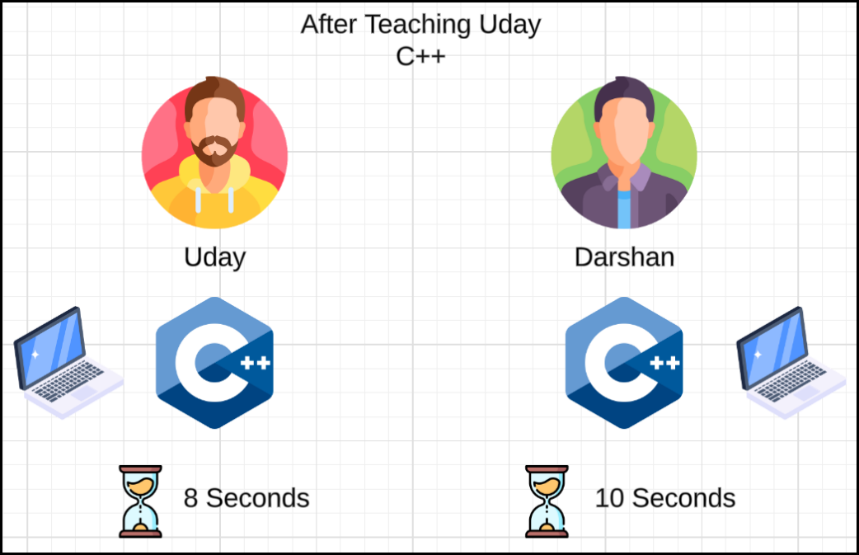 After Teaching Uday
C++
Uday
Darshan
C++
C++
8 Seconds
10 Seconds